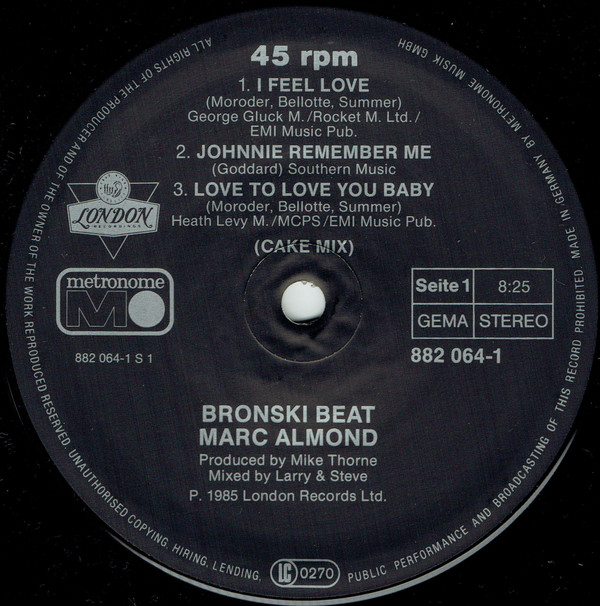 45 rpm
1. I FEEL LOVE
(Moroder, Bellotte, Summer)
George Gluck M./Rocket M. Ltd./
EMI Music Pub.
2. JOHNNIE REMEMBER ME
(Goddard) Southern Music
3. LOVE TO LOVE YOU BABY
(Moroder, Bellotte, Summer)
Heath Levy M./MCPS/EMI Music Pub.
(CAKE MIX)
LONDON
RECORDINGS
metronome
882 064-1 S 1
Seite 1 8:25
GEMA STEREO
882 064-1
BRONSKI BEAT
MARC ALMOND
Produced by Mike Thorne
Mixed by Larry & Steve
P. 1985 London Records Ltd.
ALL RIGHTS OF THE PRODUCER AND OF THE OWNER OF THE WORK REPRODUCED RESERVED. UNAUTHORISED COPYING, HIRING, LENDING, PUBLIC PERFORMANCE AND BROADCASTING OF THIS RECORD PROHIBITED. MADE IN GERMANY BY METRONOME MUSIK GMBH
LC 0270